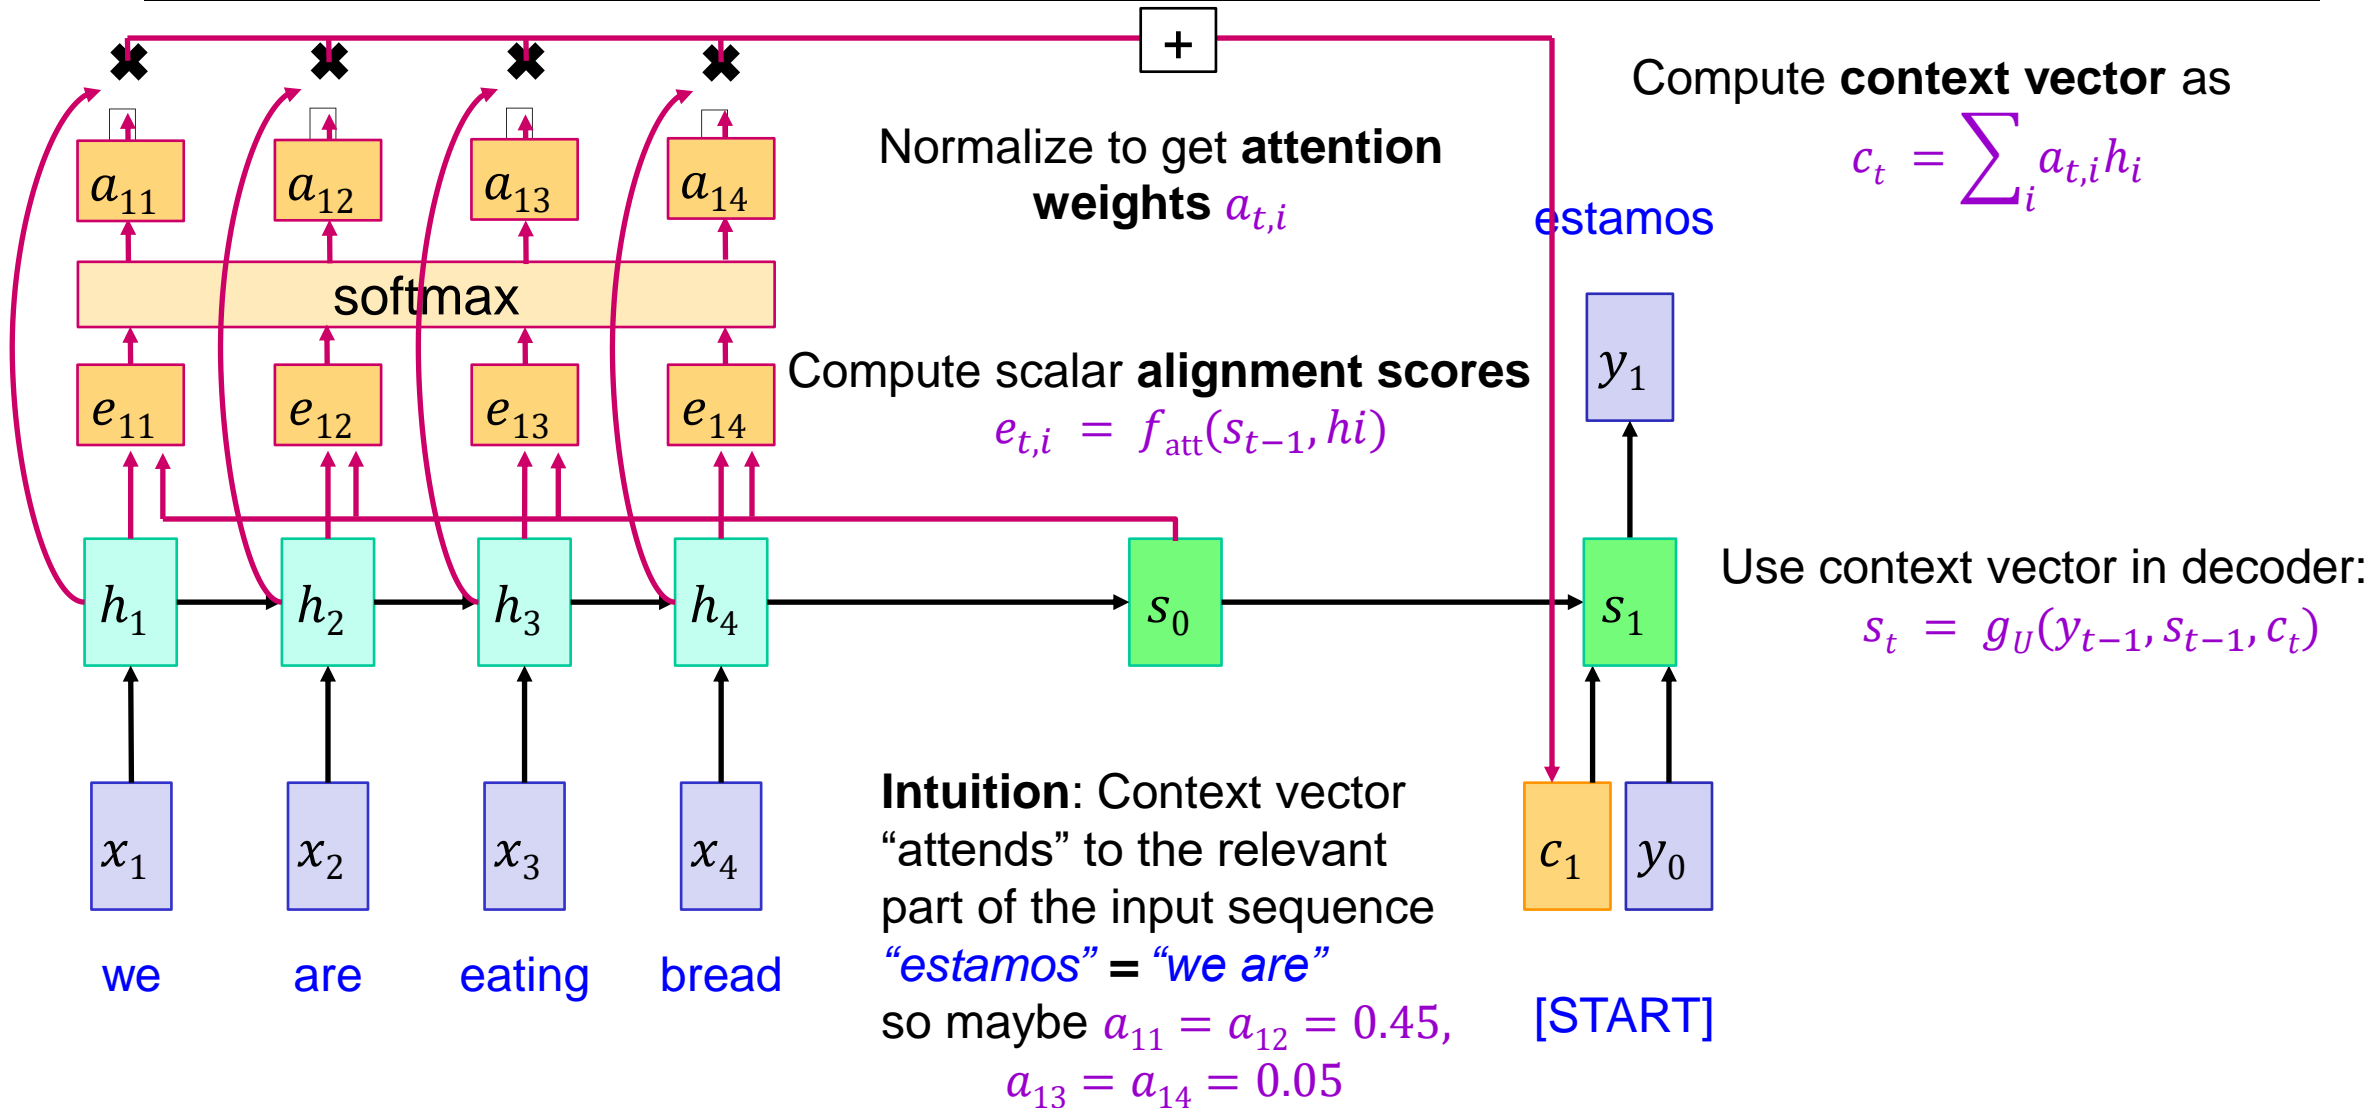 +
Compute context vector as
c_t = ∑_i a_{t,i} h_i
Normalize to get attention
weights a_{t,i}
estamos
a_11 a_12 a_13 a_14
softmax
Compute scalar alignment scores
e_{t,i} = f_att(s_{t−1}, hi)
y_1
e_11 e_12 e_13 e_14
Use context vector in decoder:
s_t = g_U(y_{t−1}, s_{t−1}, c_t)
h_1 h_2 h_3 h_4 s_0 s_1
Intuition: Context vector
“attends” to the relevant
part of the input sequence
“estamos” = “we are”
so maybe a_11 = a_12 = 0.45,
a_13 = a_14 = 0.05
x_1 x_2 x_3 x_4 c_1 y_0
we are eating bread
[START]